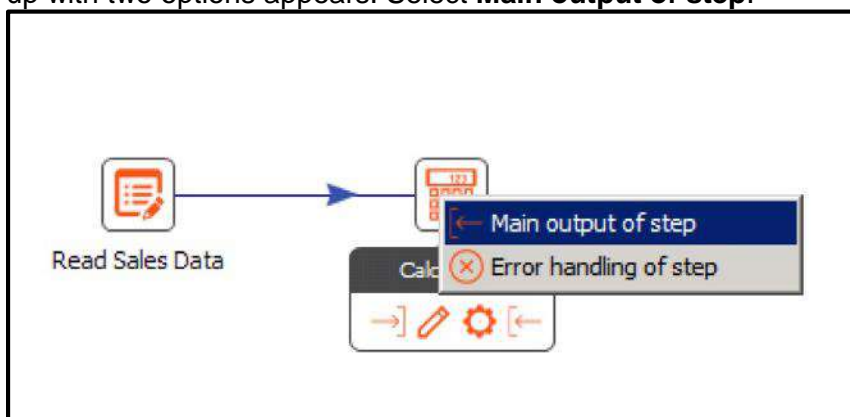 up with two options appears. Select Main output of step.
123
Main output of step
Read Sales Data
Error handling of step